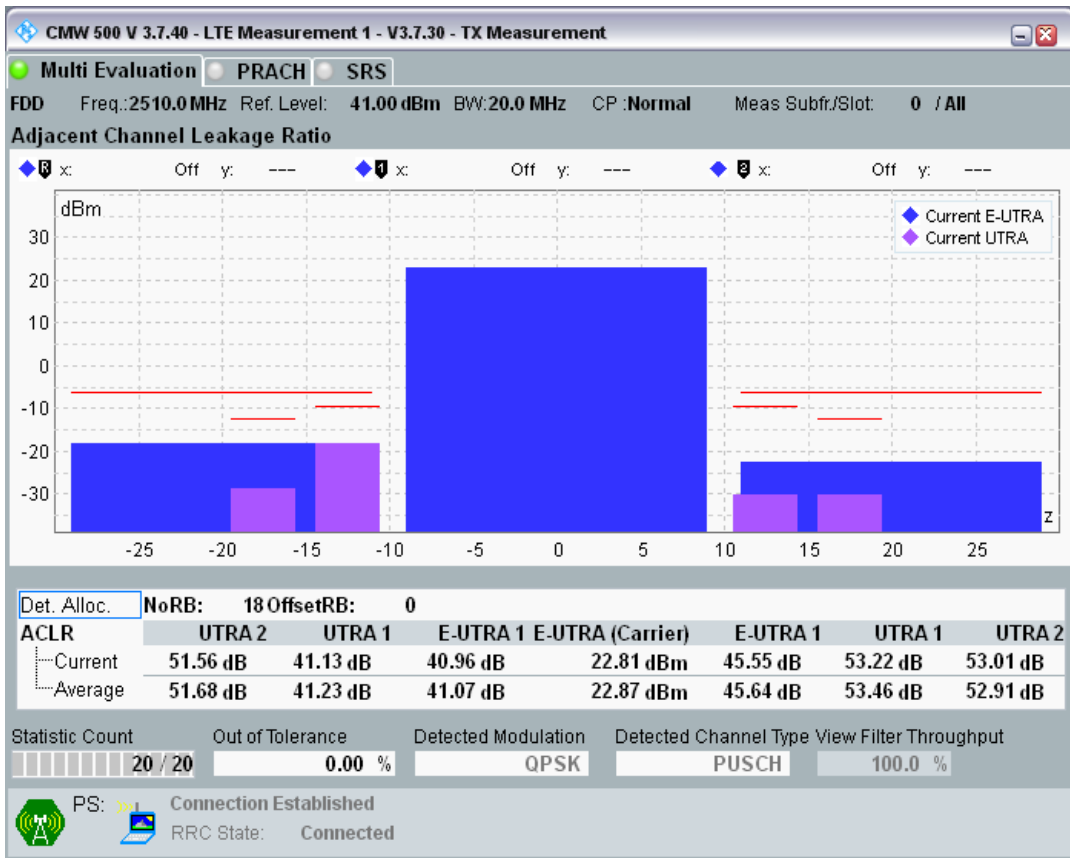 CMW 500 V 3.7.40 - LTE Measurement 1 - V3.7.30 - TX Measurement
Multi Evaluation PRACH SRS
FDD Freq.:2510.0 MHz Ref. Level: 41.00 dBm BW:20.0 MHz CP :Normal Meas Subfr./Slot: 0 / All
Adjacent Channel Leakage Ratio
R x: Off y: --- 1 x: Off y: --- 2 x: Off y: ---
dBm
Current E-UTRA
Current UTRA
30
20
10
0
-10
-20
-30
z
-25 -20 -15 -10 -5 0 5 10 15 20 25
Det. Alloc. NoRB: 18 OffsetRB: 0
ACLR UTRA 2 UTRA 1 E-UTRA 1 E-UTRA (Carrier) E-UTRA 1 UTRA 1 UTRA 2
Current 51.56 dB 41.13 dB 40.96 dB 22.81 dBm 45.55 dB 53.22 dB 53.01 dB
Average 51.68 dB 41.23 dB 41.07 dB 22.87 dBm 45.64 dB 53.46 dB 52.91 dB
Statistic Count Out of Tolerance Detected Modulation Detected Channel Type View Filter Throughput
20 / 20 0.00 % QPSK PUSCH 100.0 %
PS: Connection Established
RRC State: Connected